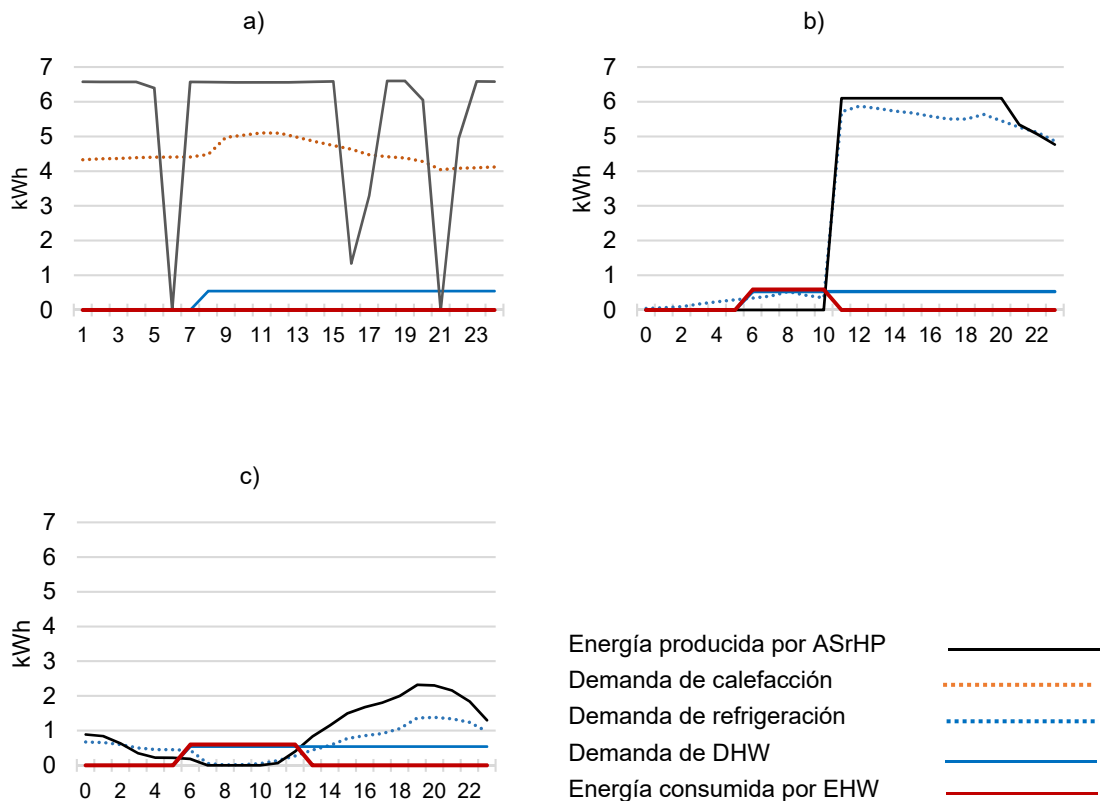 a)
7
6
5
4
3
2
1
0
kWh
1 3 5 7 9 11 13 15 17 19 21 23
b)
7
6
5
4
3
2
1
0
kWh
0 2 4 6 8 10 12 14 16 18 20 22
c)
7
6
5
4
3
2
1
0
kWh
0 2 4 6 8 10 12 14 16 18 20 22
Energía producida por ASrHP
Demanda de calefacción
Demanda de refrigeración
Demanda de DHW
Energía consumida por EHW